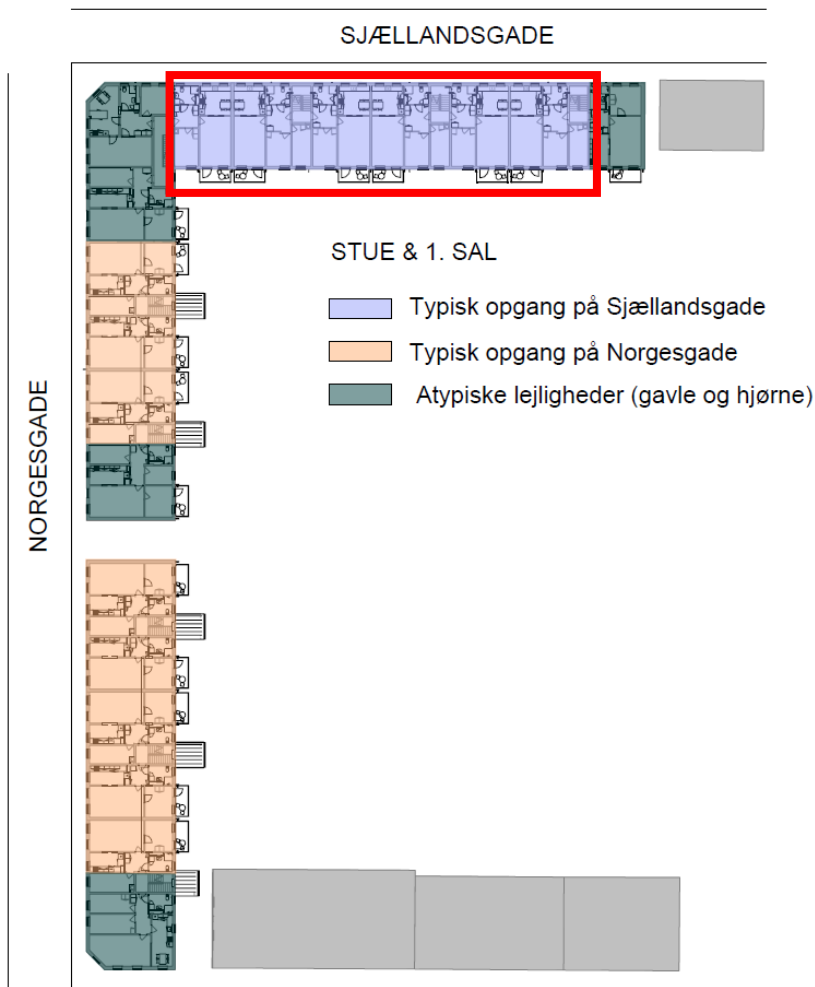 SJÆLLANDSGADE
STUE & 1. SAL
Typisk opgang på Sjællandsgade
Typisk opgang på Norgesgade
Atypiske lejligheder (gavle og hjørne)
NORGESGADE